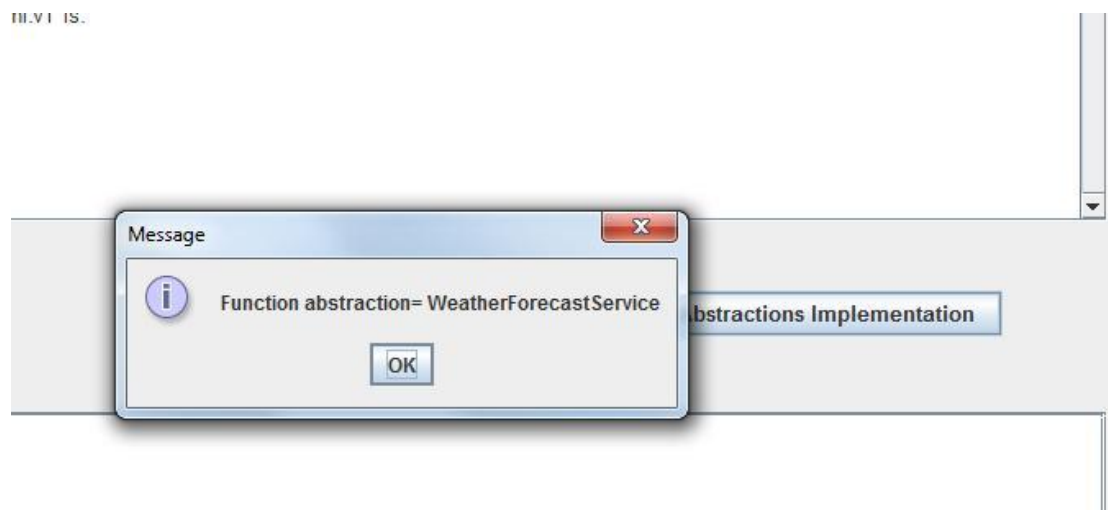 Message
Function abstraction= WeatherForecastService
bstractions Implementation
OK